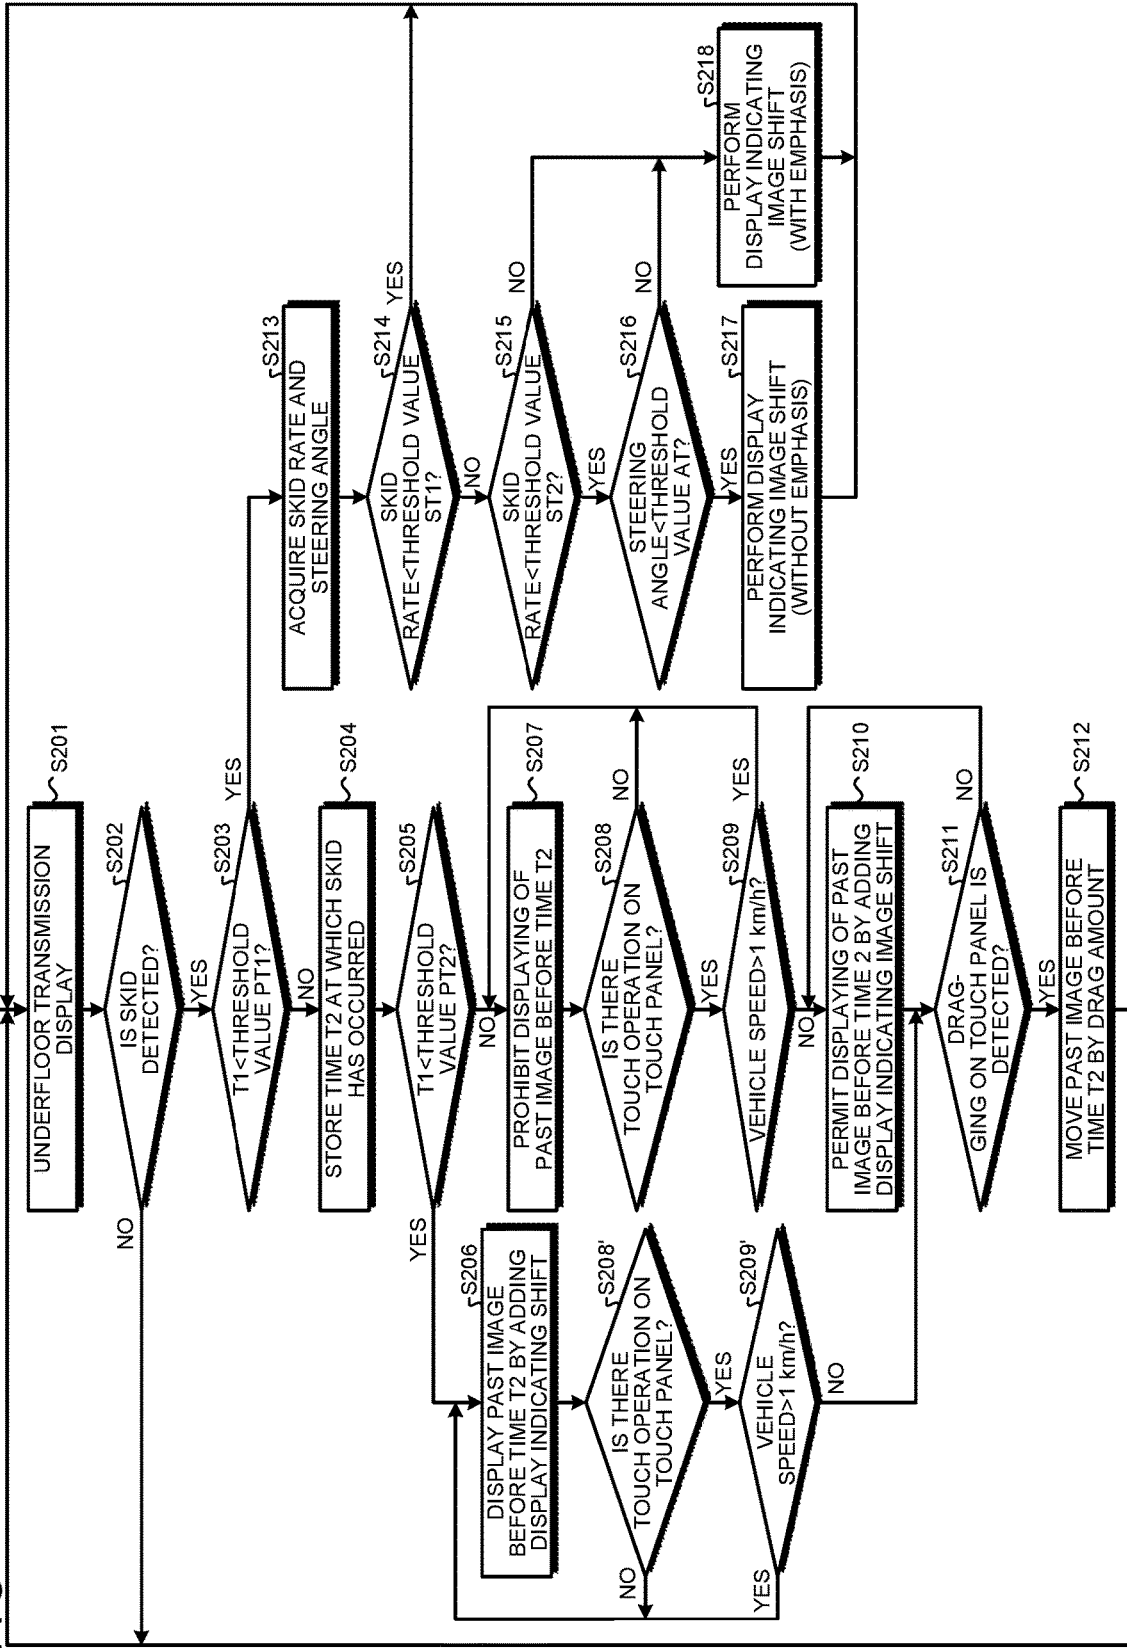 UNDERFLOOR TRANSMISSION
DISPLAY
S201
IS SKID
DETECTED?
S202
NO
YES
T1<THRESHOLD
VALUE PT1?
S203
YES
NO
STORE TIME T2 AT WHICH SKID
HAS OCCURRED
S204
T1<THRESHOLD
VALUE PT2?
S205
YES
NO
DISPLAY PAST IMAGE
BEFORE TIME T2 BY ADDING
DISPLAY INDICATING SHIFT
S206
IS THERE
TOUCH OPERATION ON
TOUCH PANEL?
S208'
NO
YES
VEHICLE
SPEED>1 km/h?
S209'
YES
NO
PROHIBIT DISPLAYING OF
PAST IMAGE BEFORE TIME T2
S207
IS THERE
TOUCH OPERATION ON
TOUCH PANEL?
S208
NO
YES
VEHICLE SPEED>1 km/h?
S209
YES
NO
PERMIT DISPLAYING OF PAST
IMAGE BEFORE TIME 2 BY ADDING
DISPLAY INDICATING IMAGE SHIFT
S210
DRAG-
GING ON TOUCH PANEL IS
DETECTED?
S211
NO
YES
MOVE PAST IMAGE BEFORE
TIME T2 BY DRAG AMOUNT
S212
ACQUIRE SKID RATE AND
STEERING ANGLE
S213
SKID
RATE<THRESHOLD VALUE
ST1?
S214
YES
NO
SKID
RATE<THRESHOLD VALUE
ST2?
S215
NO
YES
STEERING
ANGLE<THRESHOLD
VALUE AT?
S216
NO
YES
PERFORM DISPLAY
INDICATING IMAGE SHIFT
(WITHOUT EMPHASIS)
S217
PERFORM
DISPLAY INDICATING
IMAGE SHIFT
(WITH EMPHASIS)
S218